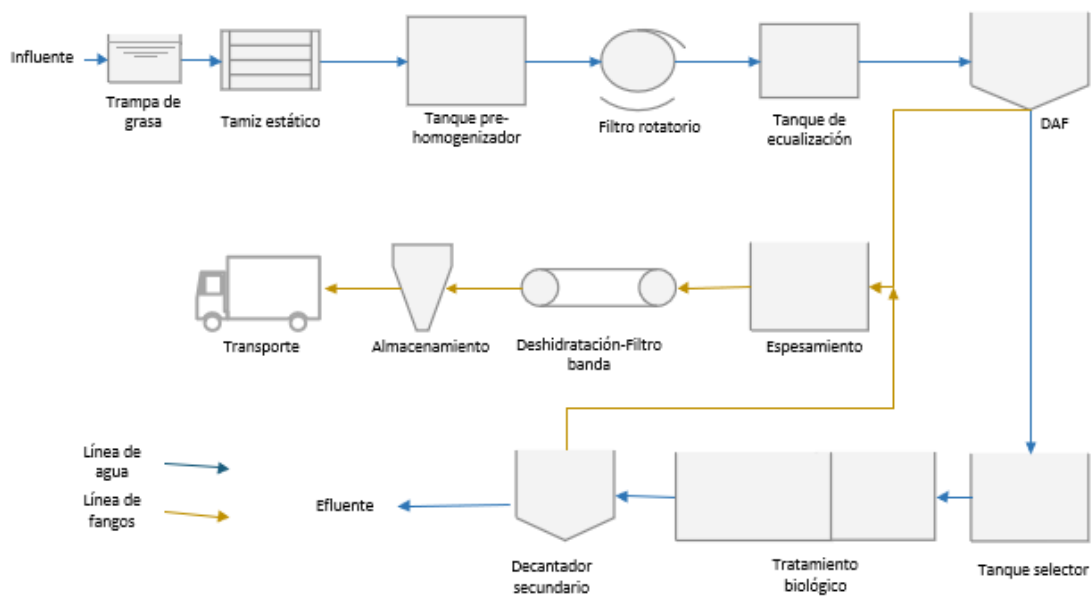 Influente
Trampa de
grasa
Tamiz estático
Tanque pre-
homogenizador
Filtro rotatorio
Tanque de
ecualización
DAF
Transporte
Almacenamiento
Deshidratación-Filtro
banda
Espesamiento
Línea de
agua
Línea de
fangos
Efluente
Decantador
secundario
Tratamiento
biológico
Tanque selector